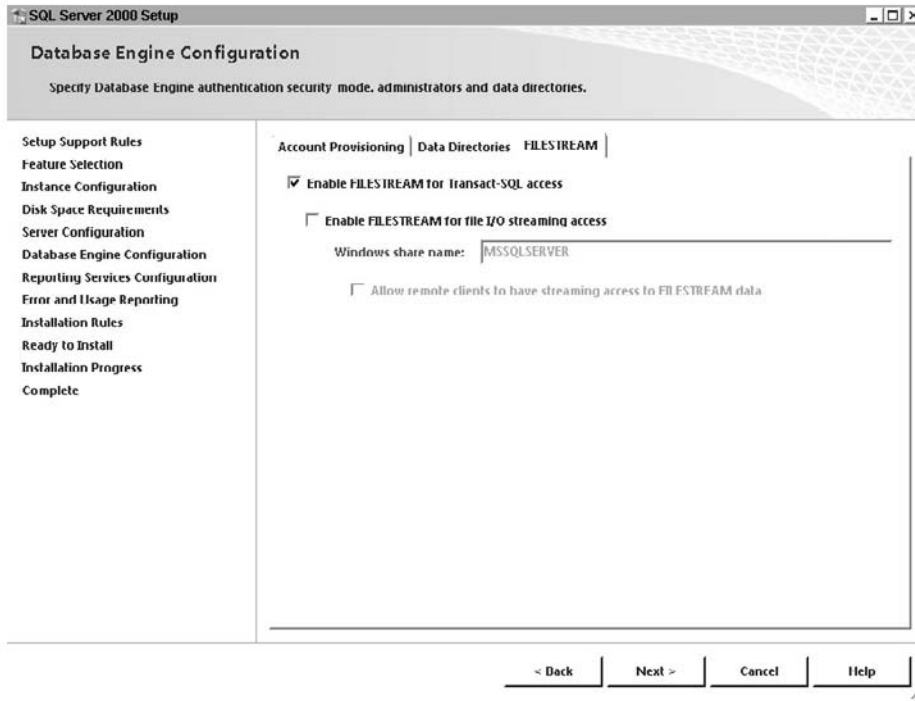 SQL Server 2000 Setup
Database Engine Configuration
Specify Database Engine authentication security mode, administrators and data directories.
Setup Support Rules
Feature Selection
Instance Configuration
Disk Space Requirements
Server Configuration
Database Engine Configuration
Reporting Services Configuration
Error and Usage Reporting
Installation Rules
Ready to Install
Installation Progress
Complete
Account Provisioning Data Directories FILESTREAM
Enable FILESTREAM for Transact-SQL access
Enable FILESTREAM for file I/O streaming access
Windows share name: MSSQLSERVER
Allow remote clients to have streaming access to FILESTREAM data
< Back Next > Cancel Help